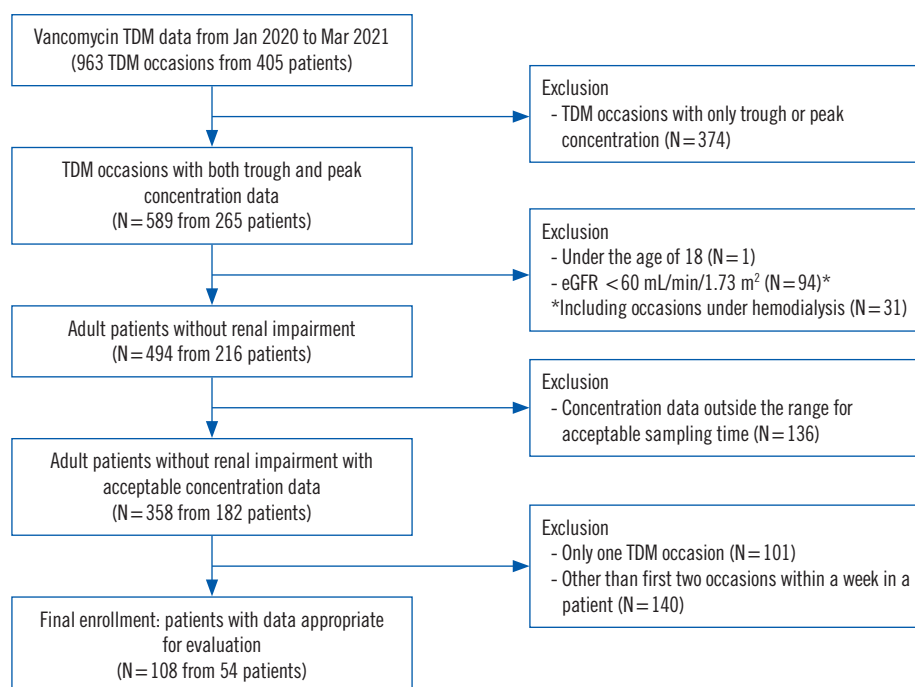 Vancomycin TDM data from Jan 2020 to Mar 2021
(963 TDM occasions from 405 patients)
Exclusion
- TDM occasions with only trough or peak
concentration (N=374)
TDM occasions with both trough and peak
concentration data
(N=589 from 265 patients)
Exclusion
- Under the age of 18 (N=1)
- eGFR <60 mL/min/1.73 m² (N=94)*
*Including occasions under hemodialysis (N=31)
Adult patients without renal impairment
(N=494 from 216 patients)
Exclusion
- Concentration data outside the range for
acceptable sampling time (N=136)
Adult patients without renal impairment with
acceptable concentration data
(N=358 from 182 patients)
Exclusion
- Only one TDM occasion (N=101)
- Other than first two occasions within a week in a
patient (N=140)
Final enrollment: patients with data appropriate
for evaluation
(N=108 from 54 patients)